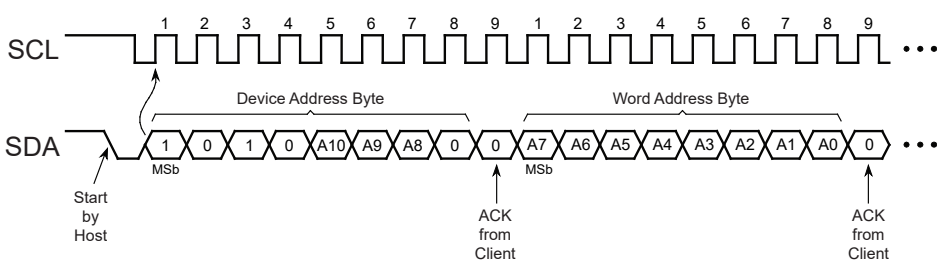 SCL 1 2 3 4 5 6 7 8 9 1 2 3 4 5 6 7 8 9 • • •
Device Address Byte Word Address Byte
SDA 1 0 1 0 A10 A9 A8 0 0 A7 A6 A5 A4 A3 A2 A1 A0 0 • • •
MSb MSb
Start
by
Host
ACK
from
Client
ACK
from
Client